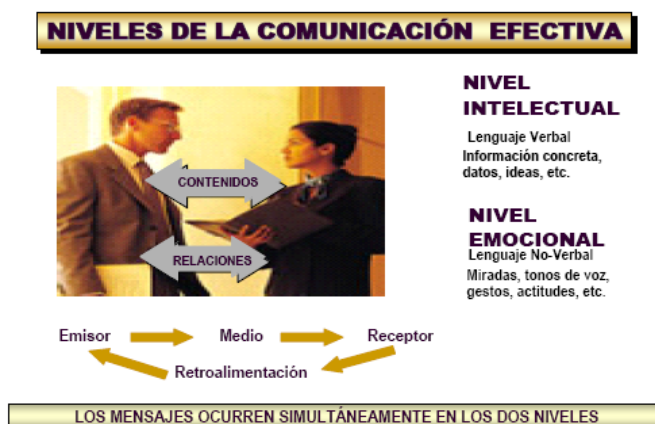 NIVELES DE LA COMUNICACIÓN EFECTIVA
NIVEL
INTELECTUAL
Lenguaje Verbal
Información concreta,
datos, ideas, etc.
CONTENIDOS
RELACIONES
NIVEL
EMOCIONAL
Lenguaje No-Verbal
Miradas, tonos de voz,
gestos, actitudes, etc.
Emisor Medio Receptor
Retroalimentación
LOS MENSAJES OCURREN SIMULTÁNEAMENTE EN LOS DOS NIVELES